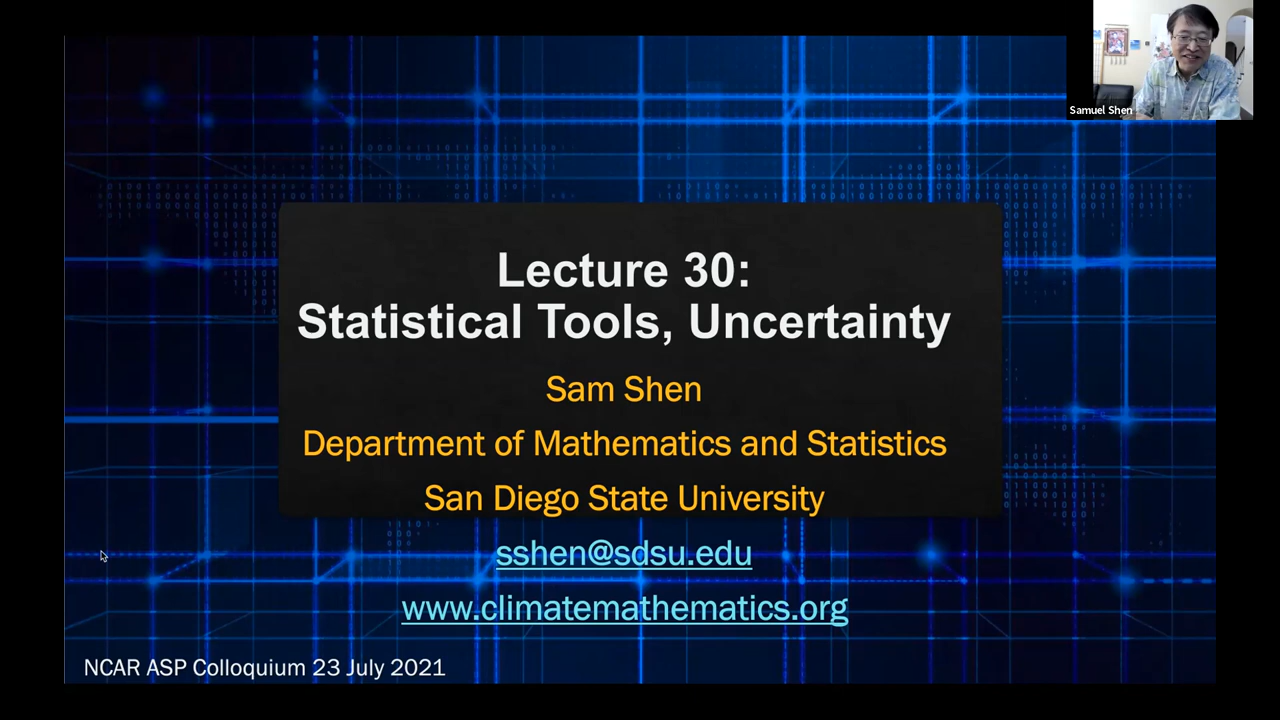 Samuel Shen
Lecture 30:
Statistical Tools, Uncertainty
Sam Shen
Department of Mathematics and Statistics
San Diego State University
sshen@sdsu.edu
www.climatemathematics.org
NCAR ASP Colloquium 23 July 2021